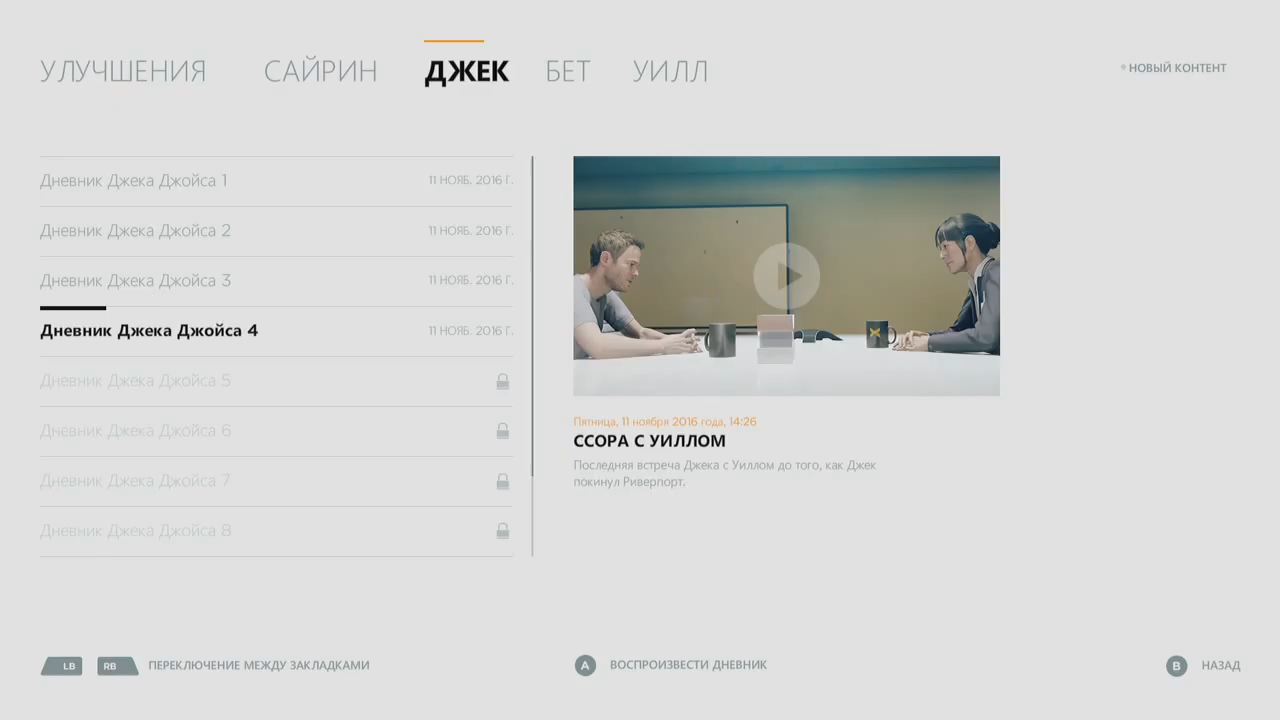 УЛУЧШЕНИЯ САЙРИН ДЖЕК БЕТ УИЛЛ
НОВЫЙ КОНТЕНТ
Дневник Джека Джойса 1 11 НОЯБ. 2016 Г.
Дневник Джека Джойса 2 11 НОЯБ. 2016 Г.
Дневник Джека Джойса 3 11 НОЯБ. 2016 Г.
Дневник Джека Джойса 4 11 НОЯБ. 2016 Г.
Дневник Джека Джойса 5
Дневник Джека Джойса 6
Дневник Джека Джойса 7
Дневник Джека Джойса 8
Пятница, 11 ноября 2016 года, 14:26
ССОРА С УИЛЛОМ
Последняя встреча Джека с Уиллом до того, как Джек
покинул Риверпорт.
LB RB ПЕРЕКЛЮЧЕНИЕ МЕЖДУ ЗАКЛАДКАМИ
A ВОСПРОИЗВЕСТИ ДНЕВНИК
B НАЗАД